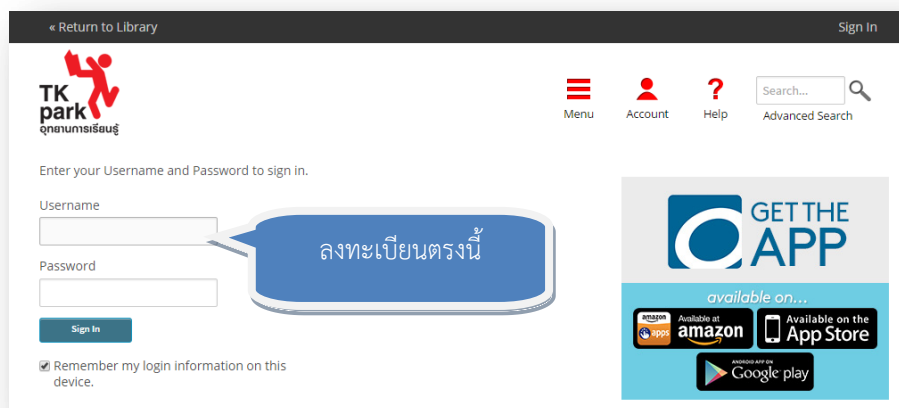 « Return to Library
Sign In
TK
park
อุทยานการเรียนรู้
Menu
Account
Help
Search...
Advanced Search
Enter your Username and Password to sign in.
Username
ลงทะเบียนตรงนี้
Password
Sign In
Remember my login information on this
device.
GET THE
APP
available on...
amazon
apps
Available at
amazon
Available on the
App Store
ANDROID APP ON
Google play